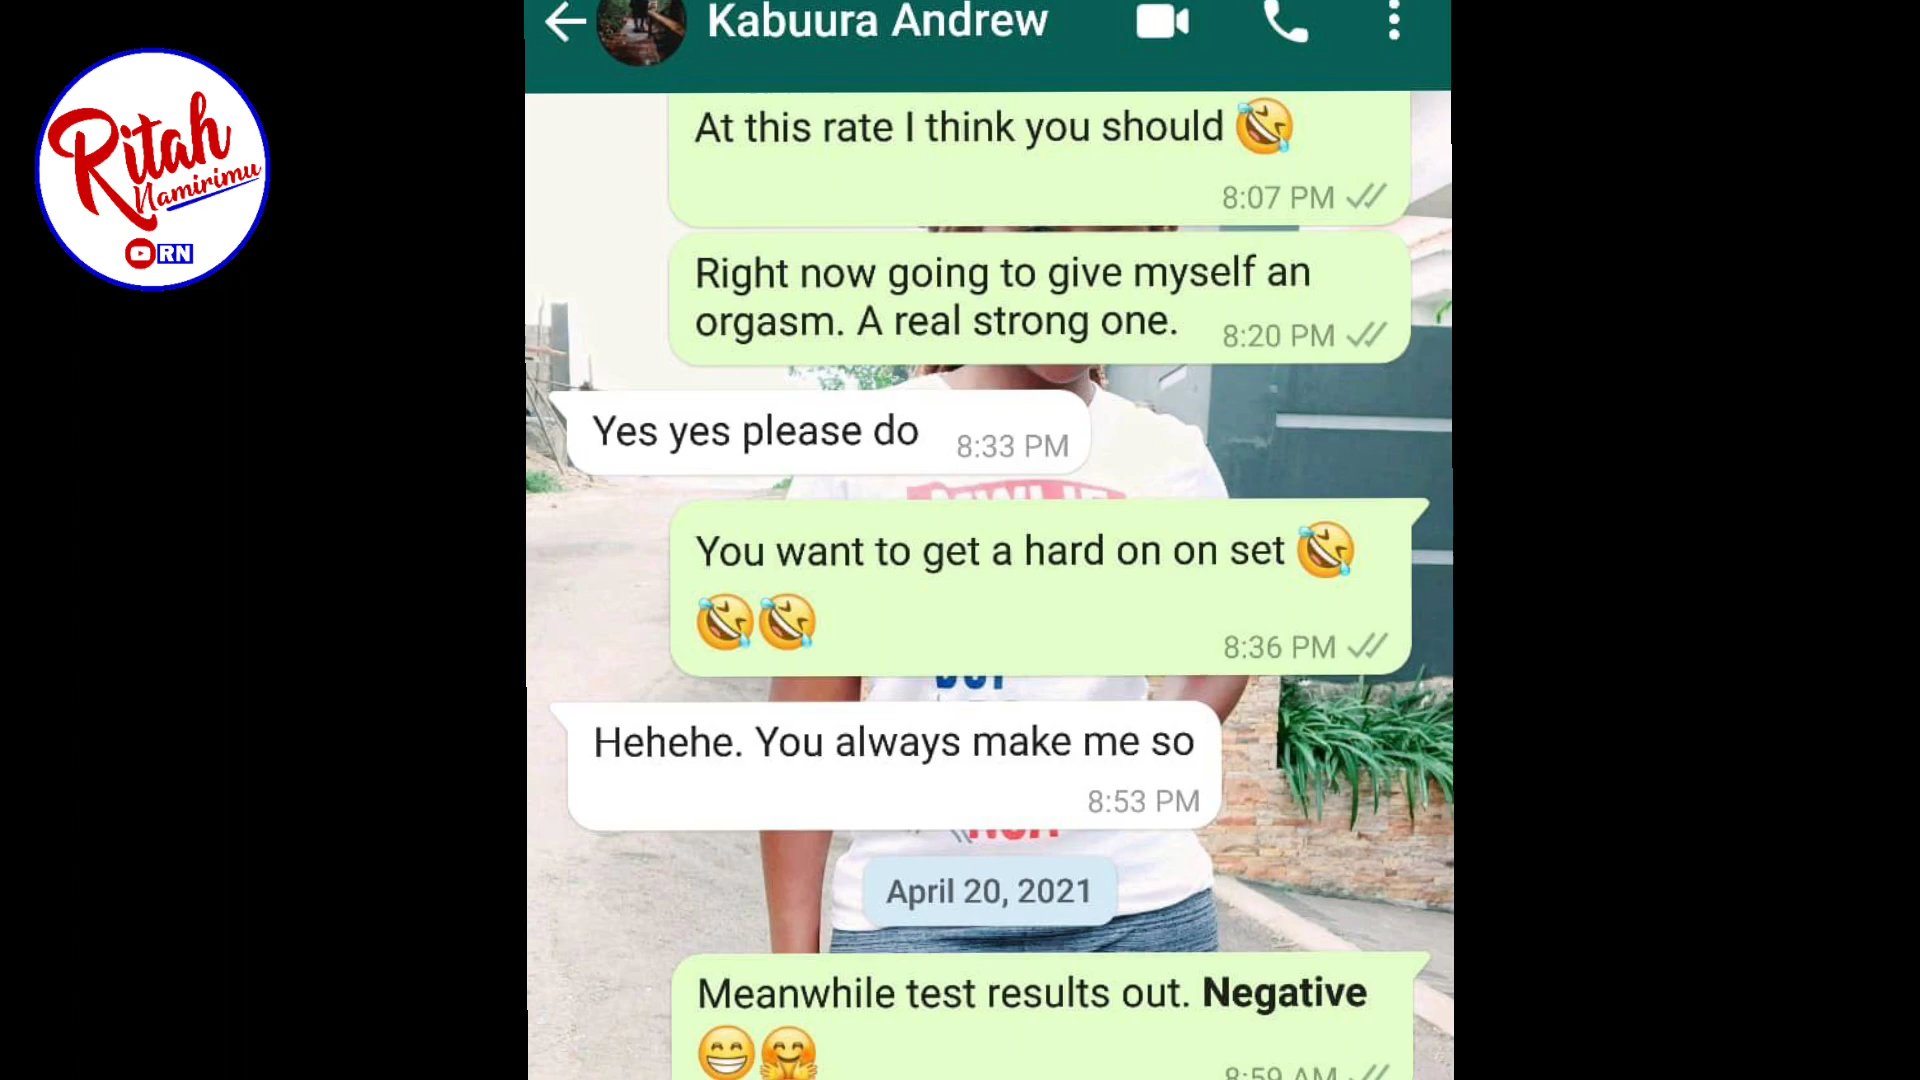 Ritah
Namirimu
RN
Kabuura Andrew
At this rate I think you should 🤣
8:07 PM
Right now going to give myself an
orgasm. A real strong one.
8:20 PM
Yes yes please do
8:33 PM
You want to get a hard on on set 🤣
🤣🤣
8:36 PM
Hehehe. You always make me so
8:53 PM
April 20, 2021
Meanwhile test results out. Negative
😁🤗
8:59 AM